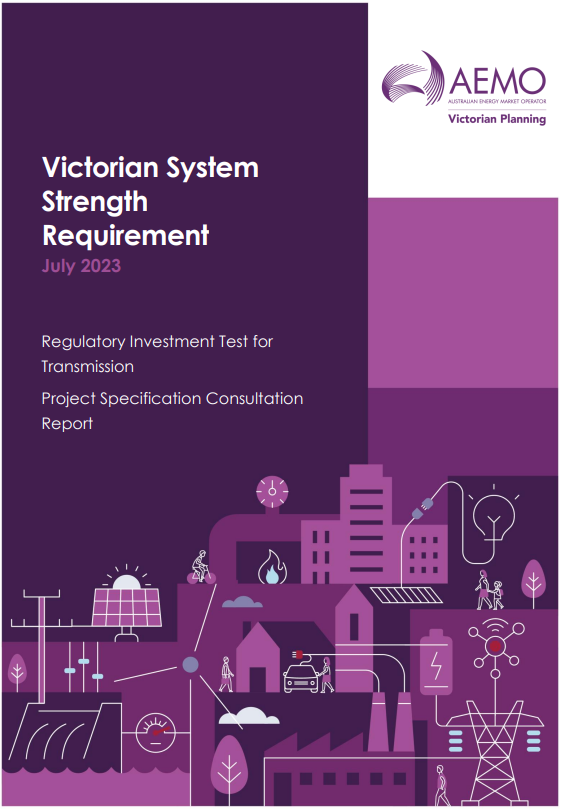 AEMO
AUSTRALIAN ENERGY MARKET OPERATOR
Victorian Planning
Victorian System
Strength
Requirement
July 2023
Regulatory Investment Test for
Transmission
Project Specification Consultation
Report